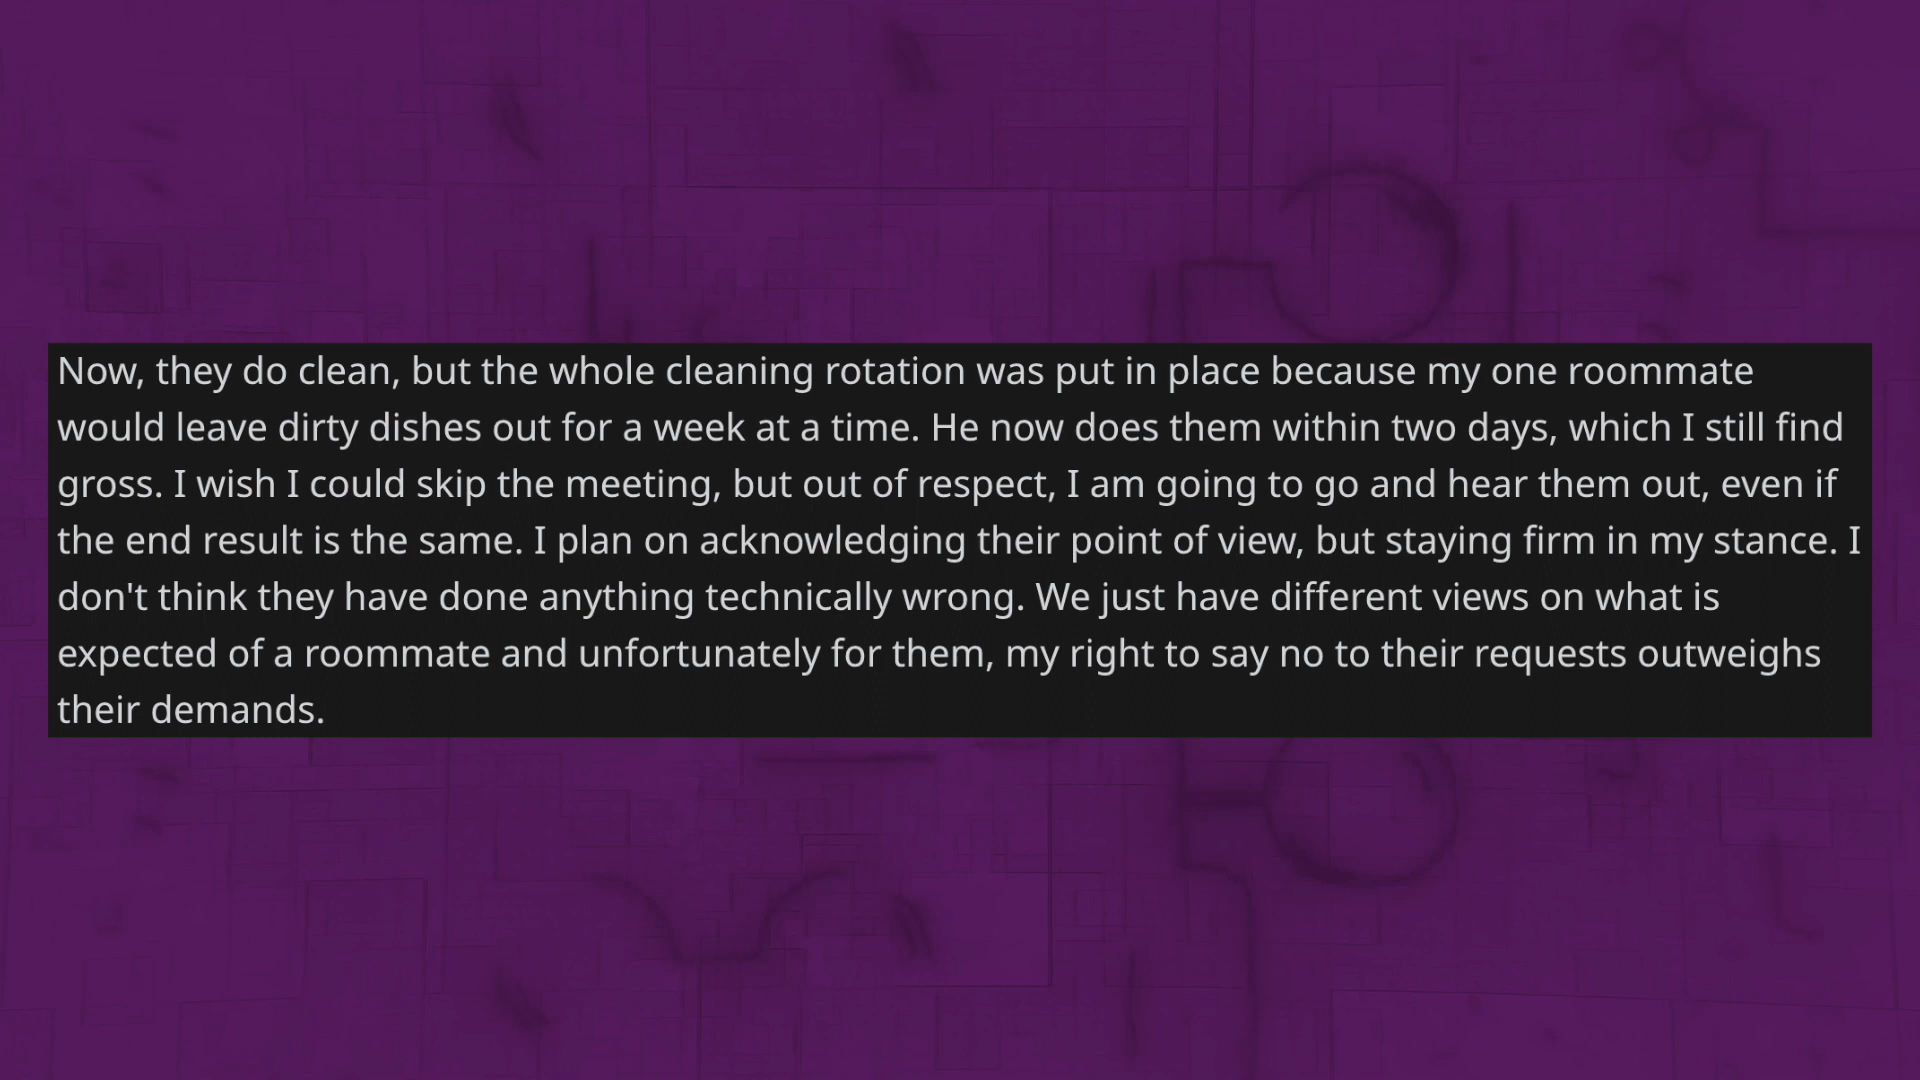 Now, they do clean, but the whole cleaning rotation was put in place because my one roommate
would leave dirty dishes out for a week at a time. He now does them within two days, which I still find
gross. I wish I could skip the meeting, but out of respect, I am going to go and hear them out, even if
the end result is the same. I plan on acknowledging their point of view, but staying firm in my stance. I
don't think they have done anything technically wrong. We just have different views on what is
expected of a roommate and unfortunately for them, my right to say no to their requests outweighs
their demands.